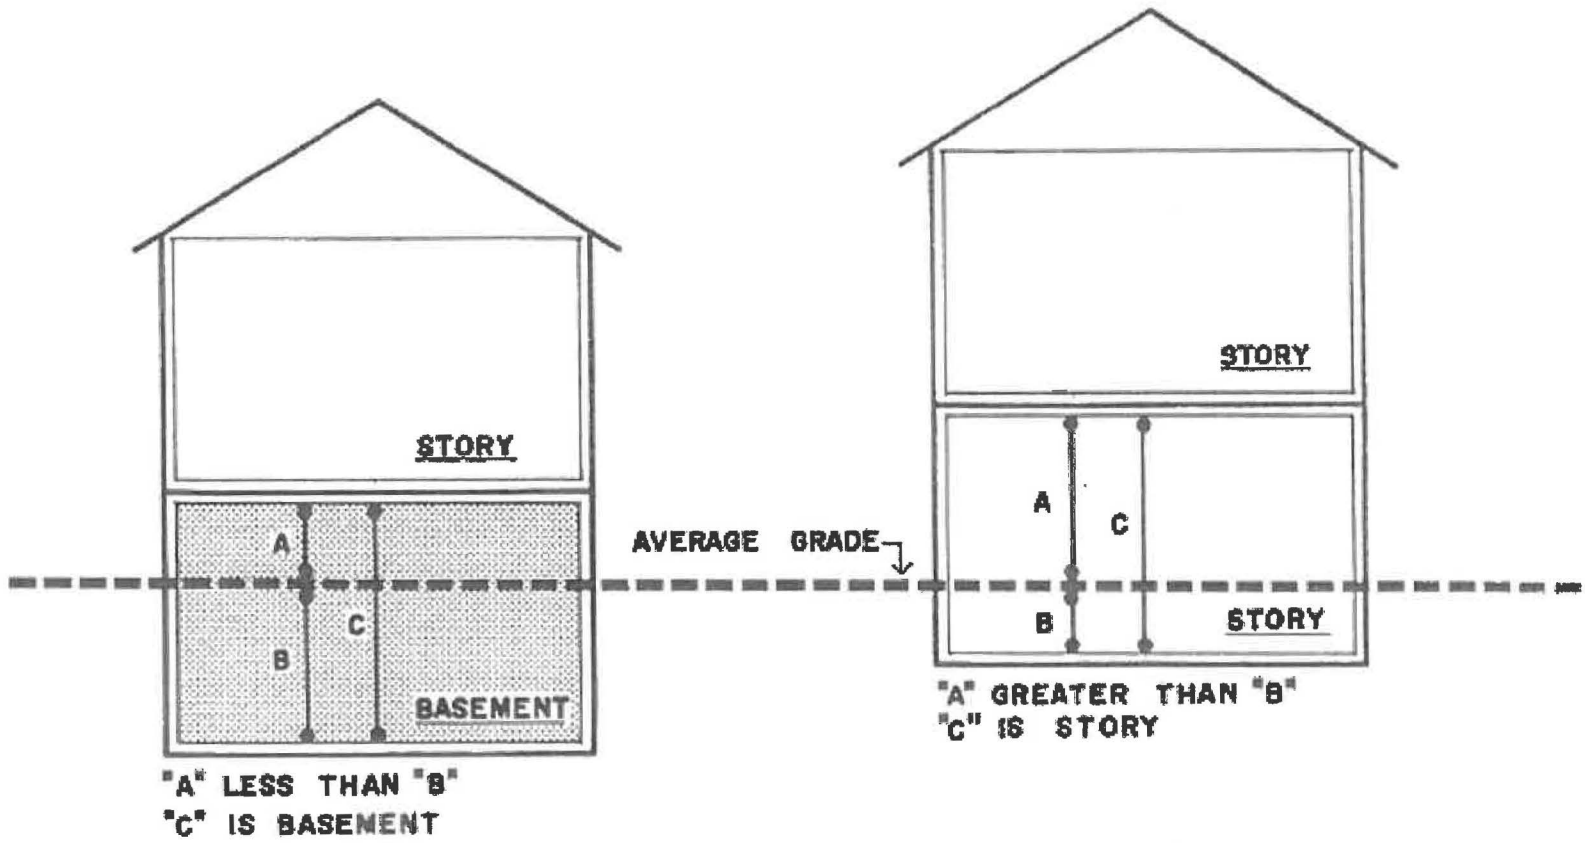 STORY
A
C
B
BASEMENT
"A" LESS THAN "B"
"C" IS BASEMENT
AVERAGE GRADE
STORY
A
C
B
STORY
"A" GREATER THAN "B"
"C" IS STORY